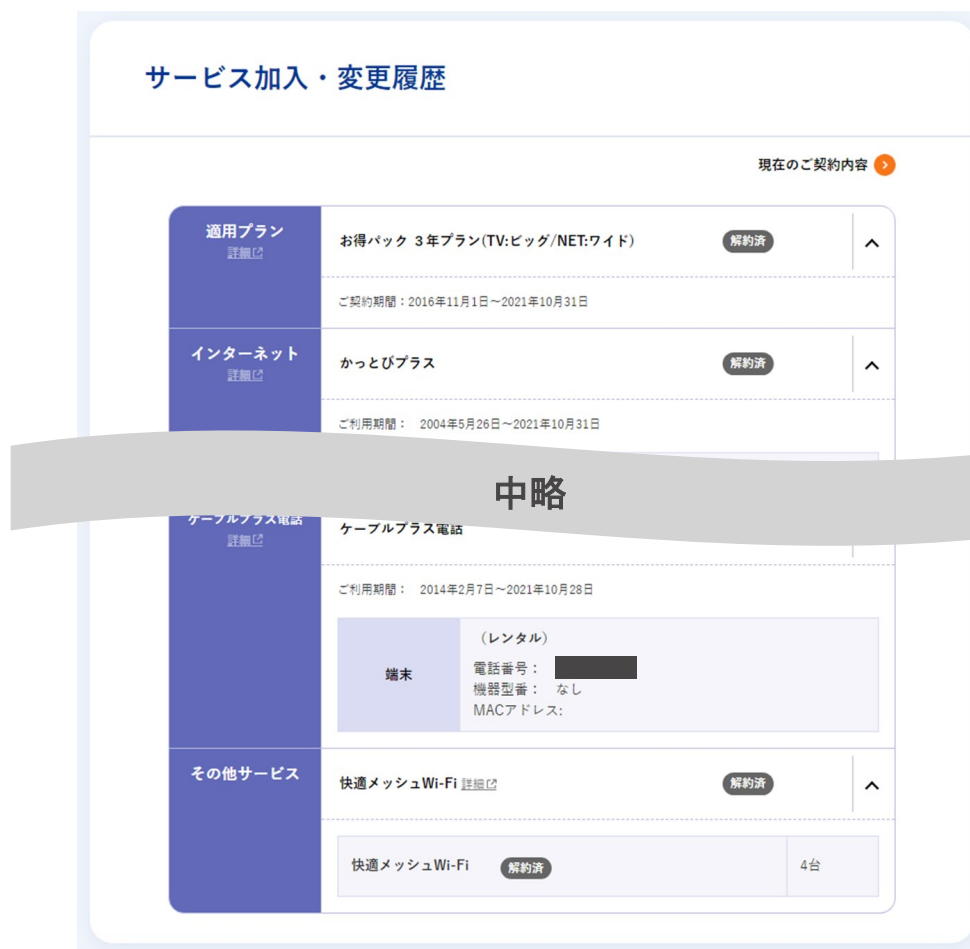 サービス加入・変更履歴
現在のご契約内容
適用プラン
詳細
お得パック 3年プラン(TV:ビッグ/NET:ワイド)
解約済
ご契約期間：2016年11月1日～2021年10月31日
インターネット
詳細
かっとびプラス
解約済
ご利用期間： 2004年5月26日～2021年10月31日
中略
ケーブルプラス電話
詳細
ケーブルプラス電話
ご利用期間： 2014年2月7日～2021年10月28日
端末
（レンタル）
電話番号：
機器型番： なし
MACアドレス:
その他サービス
快適メッシュWi-Fi 詳細
解約済
快適メッシュWi-Fi 解約済 4台